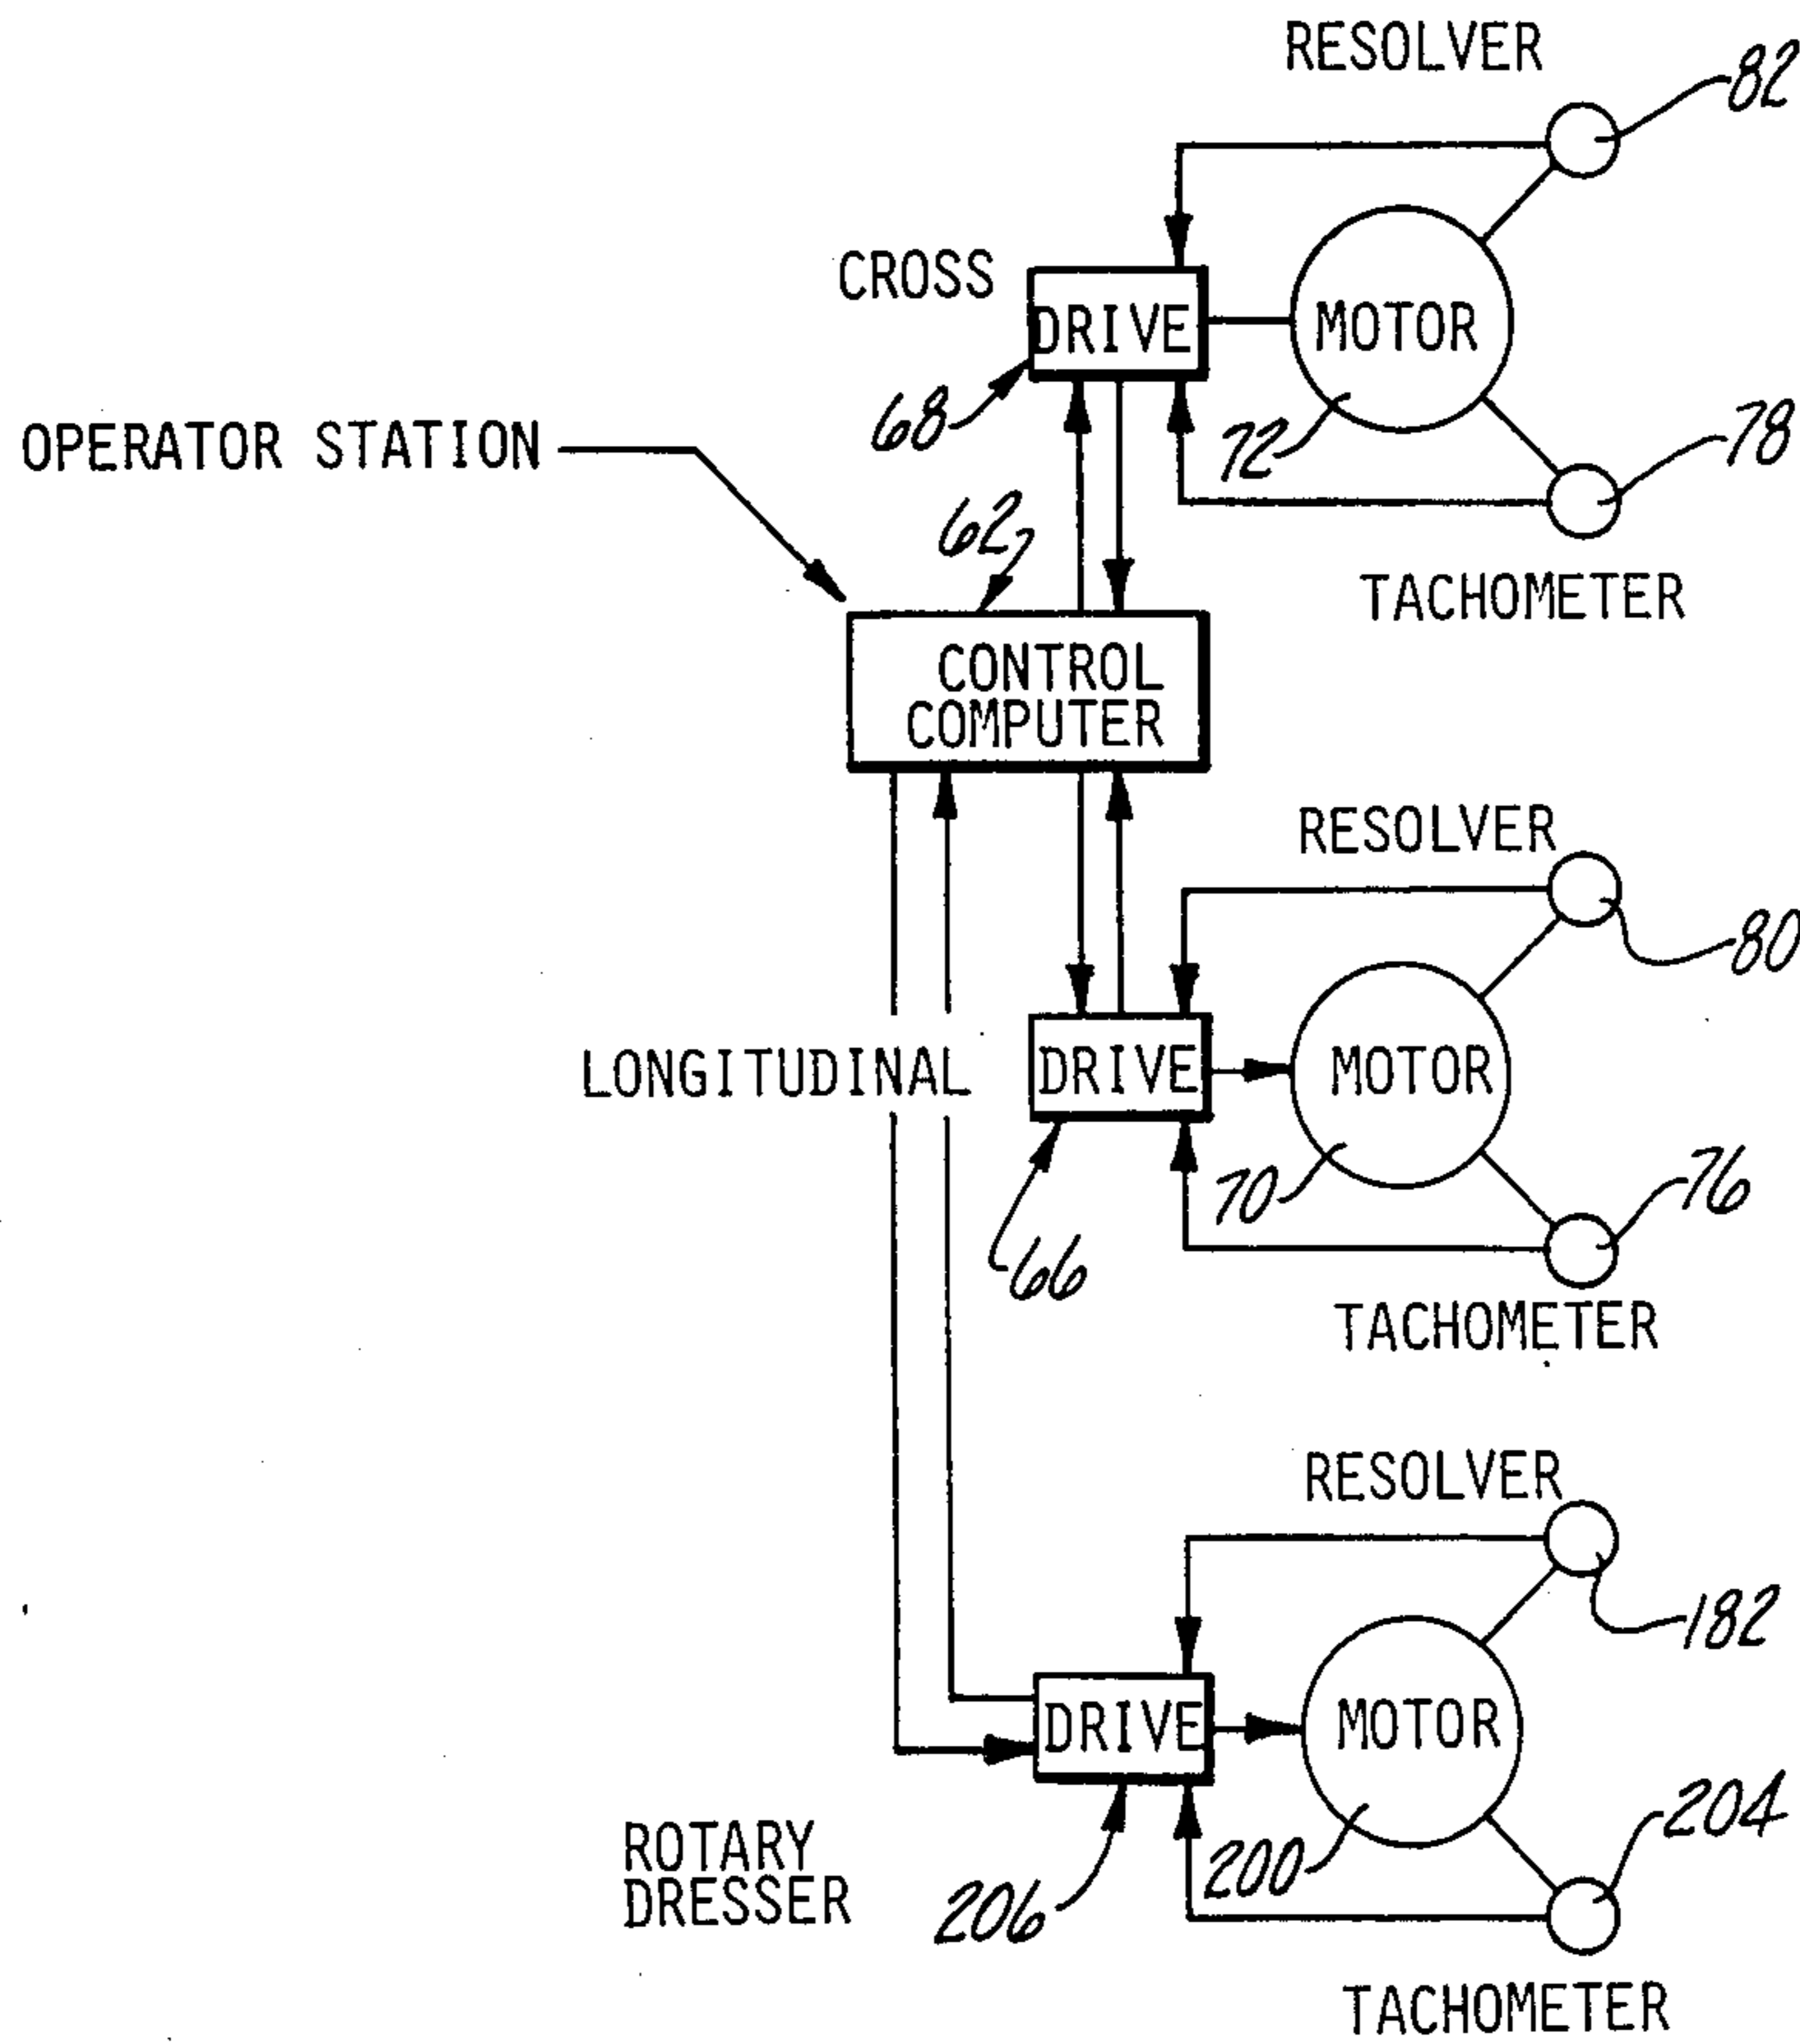 RESOLVER
82
CROSS
DRIVE
MOTOR
68
72
78
OPERATOR STATION
62
TACHOMETER
CONTROL
COMPUTER
RESOLVER
80
LONGITUDINAL
DRIVE
MOTOR
70
76
66
TACHOMETER
RESOLVER
182
DRIVE
MOTOR
204
ROTARY
DRESSER
206
200
TACHOMETER